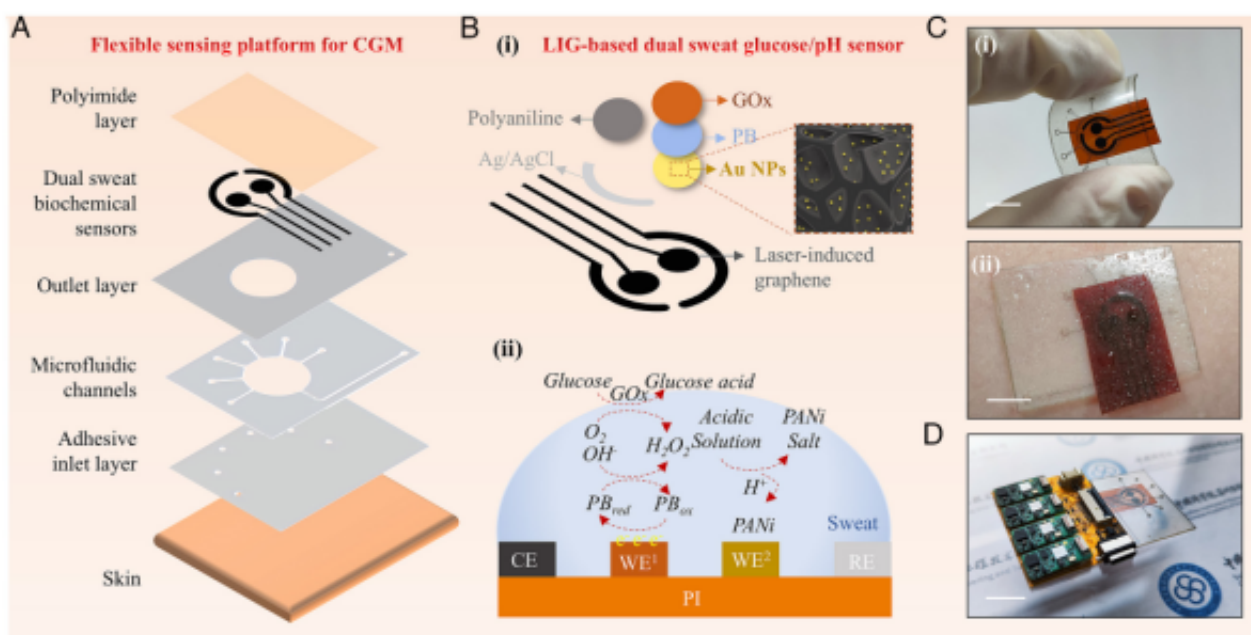 A
Flexible sensing platform for CGM
Polyimide
layer
Dual sweat
biochemical
sensors
Outlet layer
Microfluidic
channels
Adhesive
inlet layer
Skin
B
(i)
LIG-based dual sweat glucose/pH sensor
Polyaniline
GOx
PB
Ag/AgCl
Au NPs
Laser-induced
graphene
(ii)
Glucose
GOx
Glucose acid
O2
OH-
H2O2
Acidic
Solution
PANi
Salt
H+
PBred
PBox
PANi
e- e- e-
Sweat
CE
WE1
WE2
RE
PI
C
(i)
(ii)
D